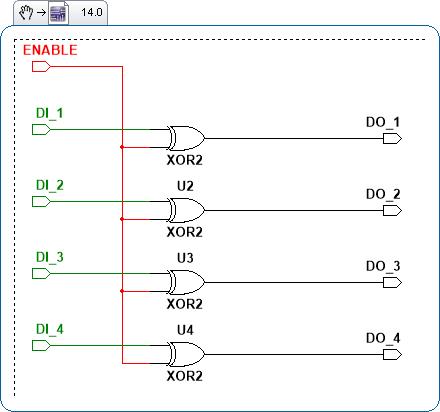 14.0
ENABLE
DI_1
DO_1
XOR2
DI_2
U2
DO_2
XOR2
DI_3
U3
DO_3
XOR2
DI_4
U4
DO_4
XOR2